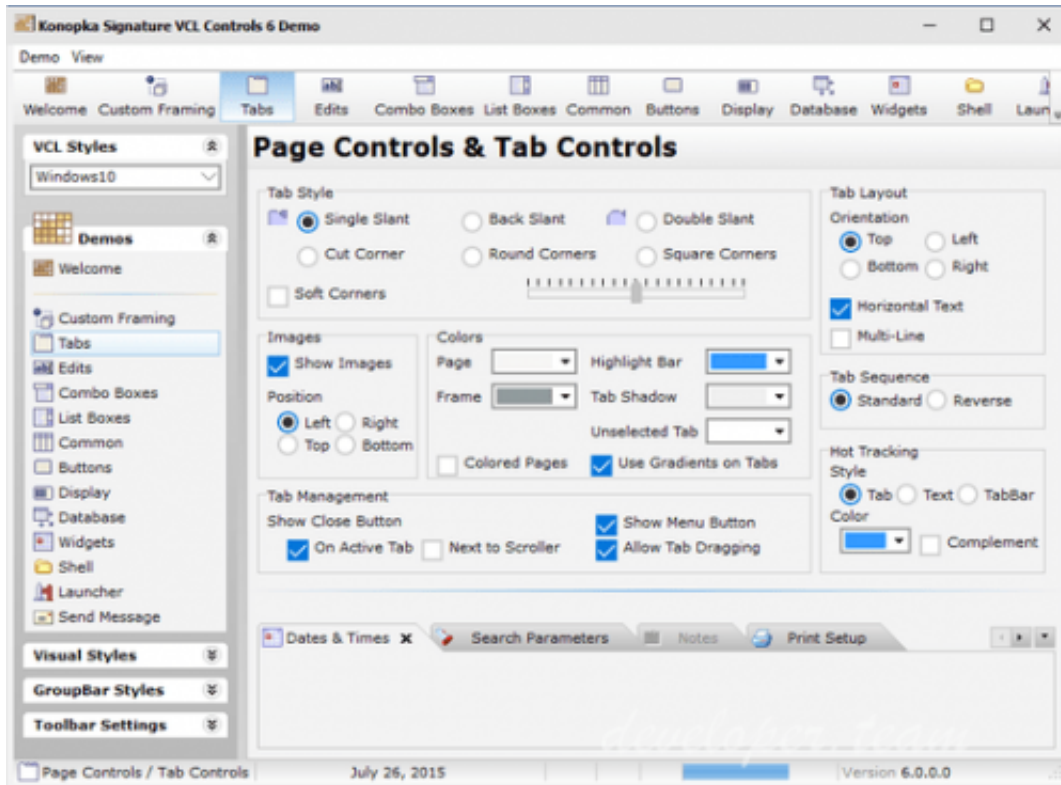 Konopka Signature VCL Controls 6 Demo
Demo View
Welcome Custom Framing Tabs Edits Combo Boxes List Boxes Common Buttons Display Database Widgets Shell Laun
VCL Styles
Windows10
Demos
Welcome
Custom Framing
Tabs
Edits
Combo Boxes
List Boxes
Common
Buttons
Display
Database
Widgets
Shell
Launcher
Send Message
Visual Styles
GroupBar Styles
Toolbar Settings
Page Controls & Tab Controls
Tab Style
Single Slant Back Slant Double Slant
Cut Corner Round Corners Square Corners
Soft Corners
Images
Show Images
Position
Left Right
Top Bottom
Colors
Page Highlight Bar
Frame Tab Shadow
Unselected Tab
Colored Pages Use Gradients on Tabs
Tab Management
Show Close Button Show Menu Button
On Active Tab Next to Scroller Allow Tab Dragging
Tab Layout
Orientation
Top Left
Bottom Right
Horizontal Text
Multi-Line
Tab Sequence
Standard Reverse
Hot Tracking
Style
Tab Text TabBar
Color
Complement
Dates & Times Search Parameters Notes Print Setup
developer.team
Page Controls / Tab Controls July 26, 2015 Version 6.0.0.0